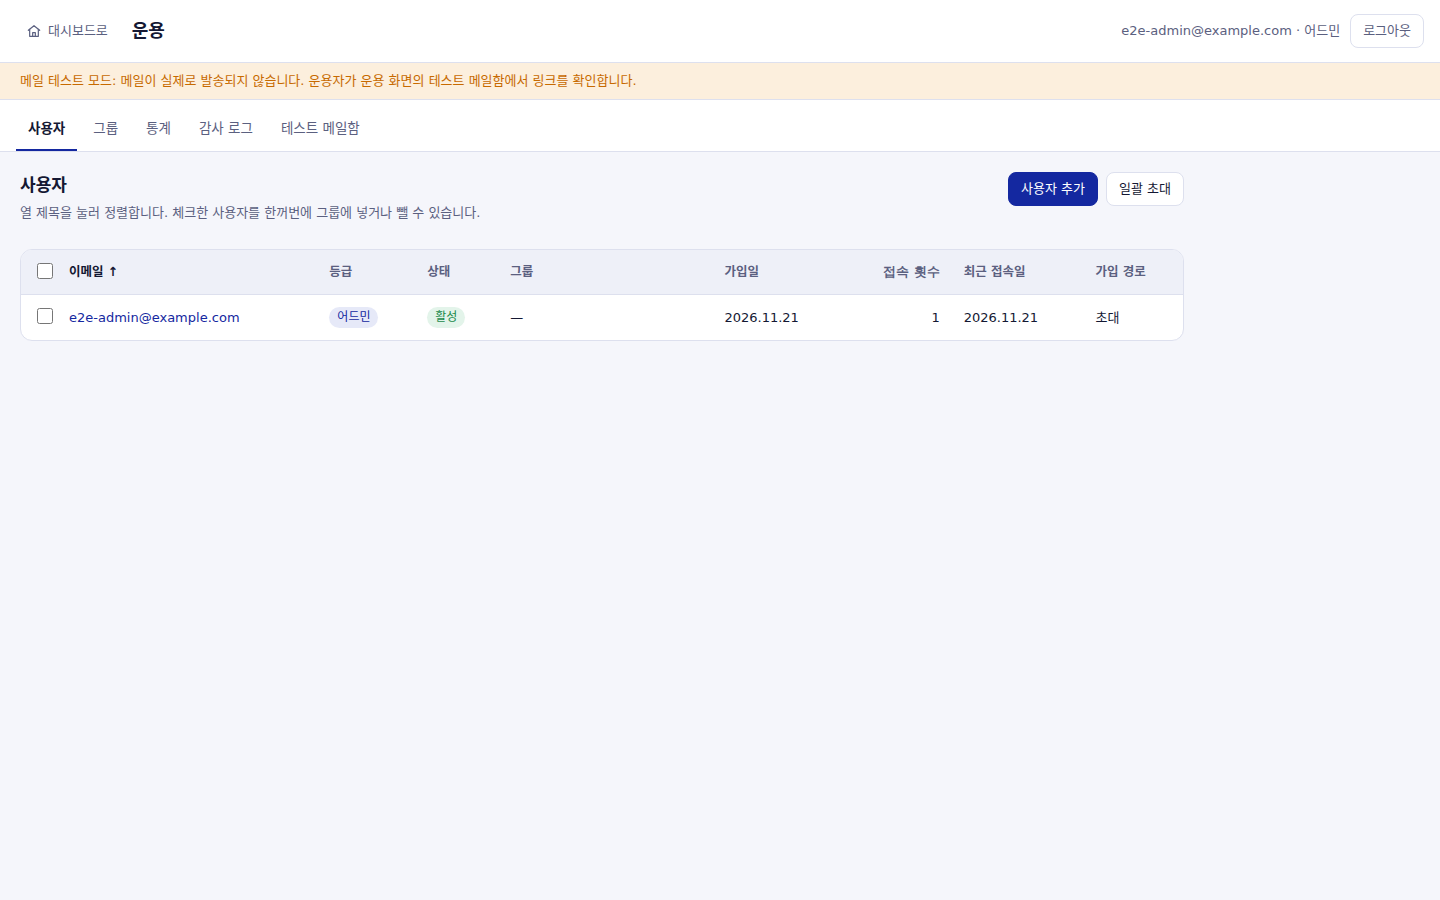 대시보드로 운용 e2e-admin@example.com · 어드민 로그아웃
메일 테스트 모드: 메일이 실제로 발송되지 않습니다. 운용자가 운용 화면의 테스트 메일함에서 링크를 확인합니다.
사용자 그룹 통계 감사 로그 테스트 메일함
사용자
열 제목을 눌러 정렬합니다. 체크한 사용자를 한꺼번에 그룹에 넣거나 뺄 수 있습니다.
사용자 추가 일괄 초대
이메일 ↑ 등급 상태 그룹 가입일 접속 횟수 최근 접속일 가입 경로
e2e-admin@example.com 어드민 활성 — 2026.11.21 1 2026.11.21 초대